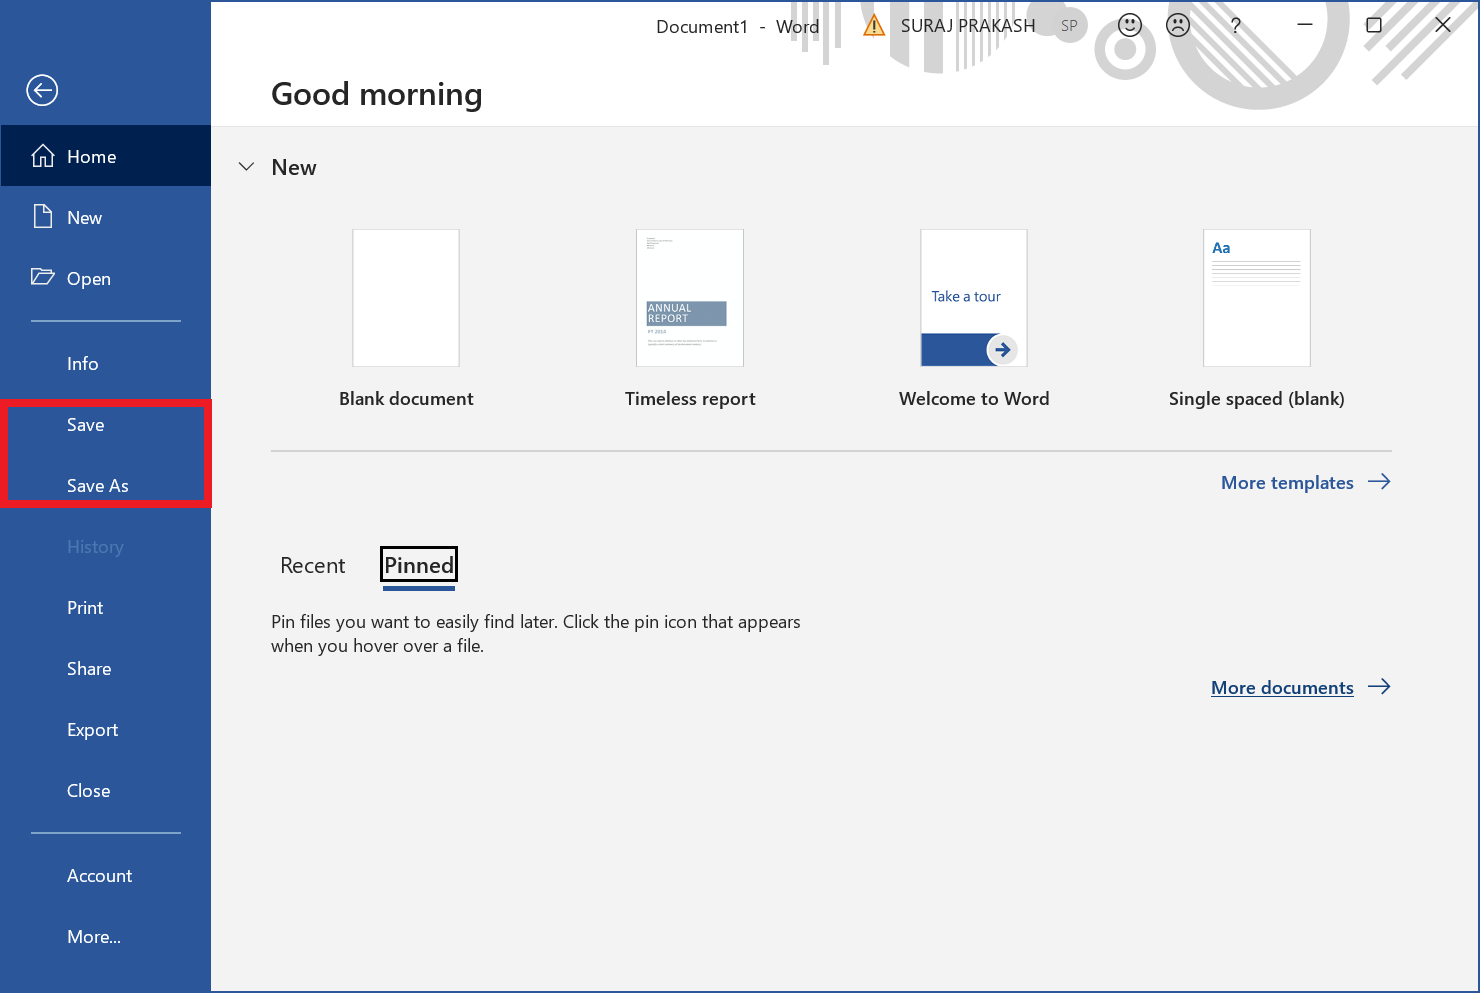 Document1 - Word
SURAJ PRAKASH
SP
?
Good morning
Home
New
Open
Info
Save
Save As
History
Print
Share
Export
Close
Account
More...
New
ANNUAL
REPORT
FY 2014
Take a tour
Aa
Blank document
Timeless report
Welcome to Word
Single spaced (blank)
More templates
Recent
Pinned
Pin files you want to easily find later. Click the pin icon that appears
when you hover over a file.
More documents